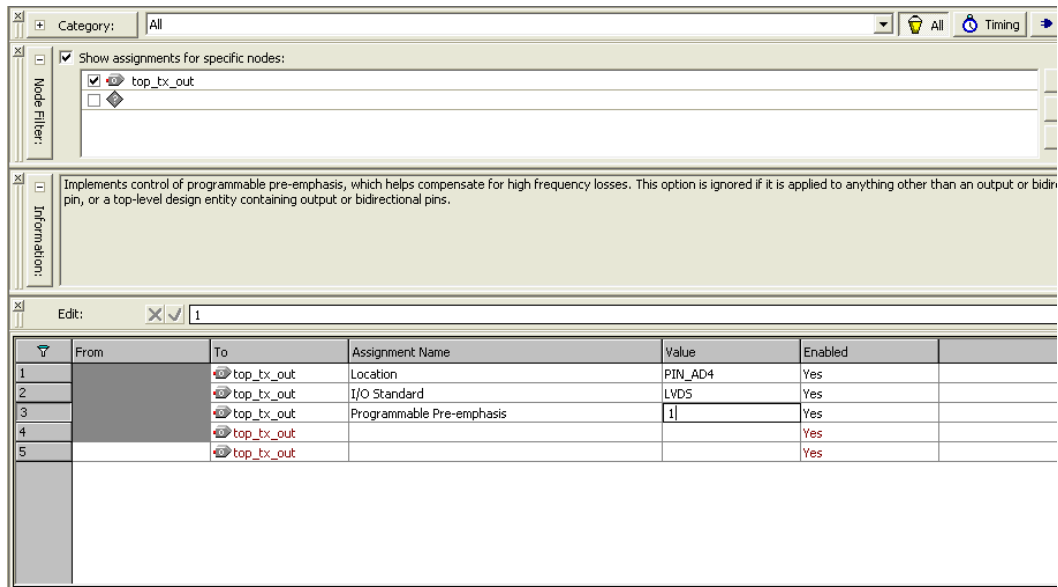 Category: All All Timing
Show assignments for specific nodes:
Node Filter:
top_tx_out
Information:
Implements control of programmable pre-emphasis, which helps compensate for high frequency losses. This option is ignored if it is applied to anything other than an output or bidire
pin, or a top-level design entity containing output or bidirectional pins.
Edit: 1
From To Assignment Name Value Enabled
1 top_tx_out Location PIN_AD4 Yes
2 top_tx_out I/O Standard LVDS Yes
3 top_tx_out Programmable Pre-emphasis 1 Yes
4 top_tx_out Yes
5 top_tx_out Yes